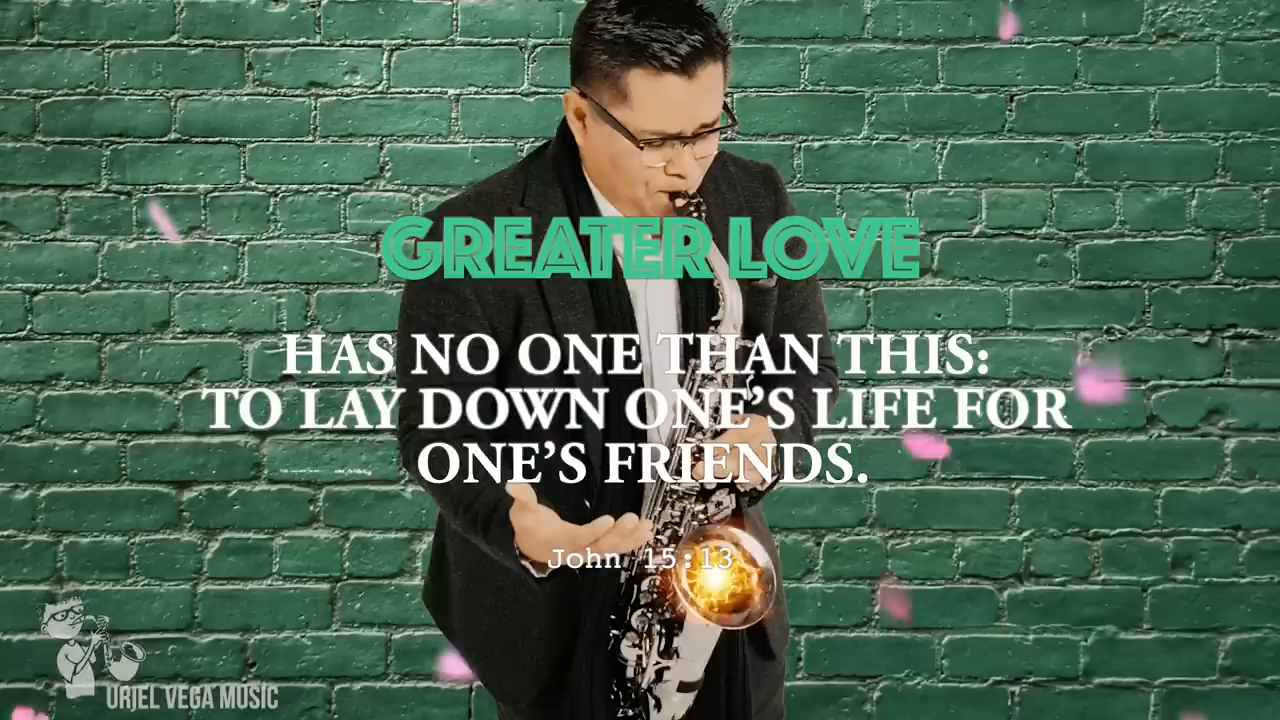 GREATER LOVE
HAS NO ONE THAN THIS:
TO LAY DOWN ONE'S LIFE FOR
ONE'S FRIENDS.
John 15:13
URIEL VEGA MUSIC